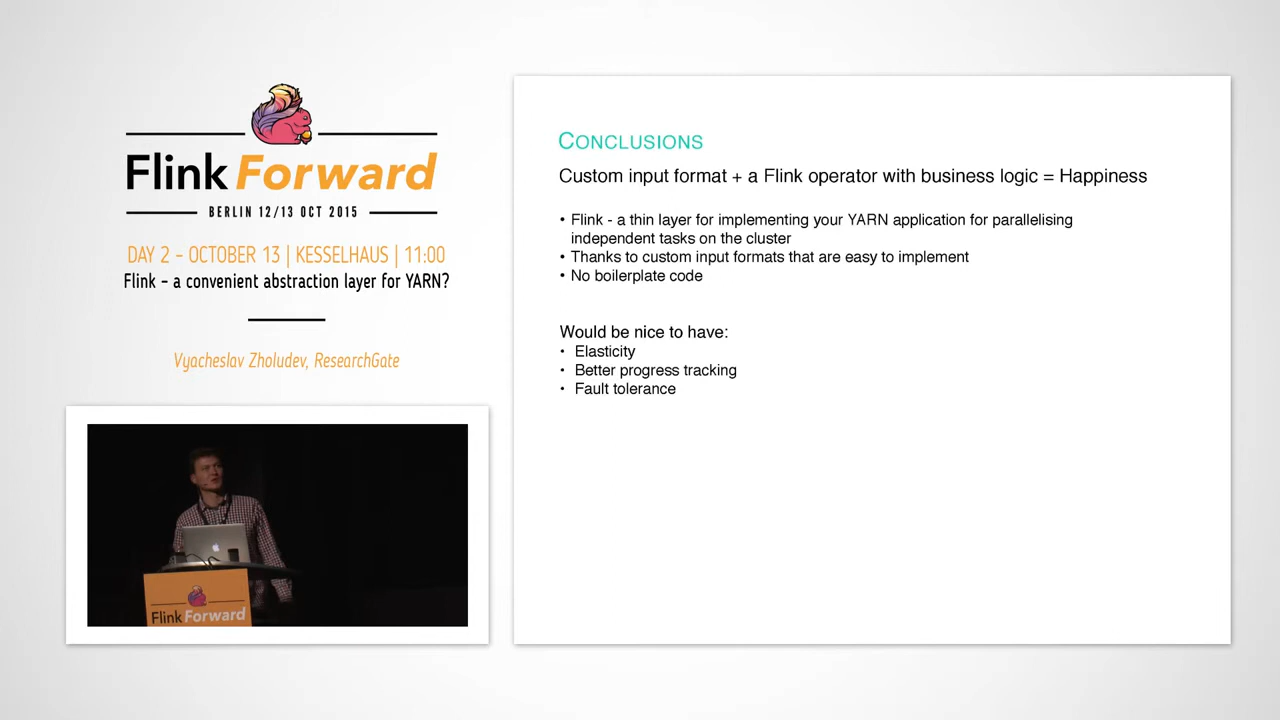 Flink Forward
BERLIN 12/13 OCT 2015
DAY 2 – OCTOBER 13 | KESSELHAUS | 11:00
Flink – a convenient abstraction layer for YARN?
Vyacheslav Zholudev, ResearchGate
Flink Forward
CONCLUSIONS
Custom input format + a Flink operator with business logic = Happiness
• Flink - a thin layer for implementing your YARN application for parallelising
independent tasks on the cluster
• Thanks to custom input formats that are easy to implement
• No boilerplate code
Would be nice to have:
• Elasticity
• Better progress tracking
• Fault tolerance